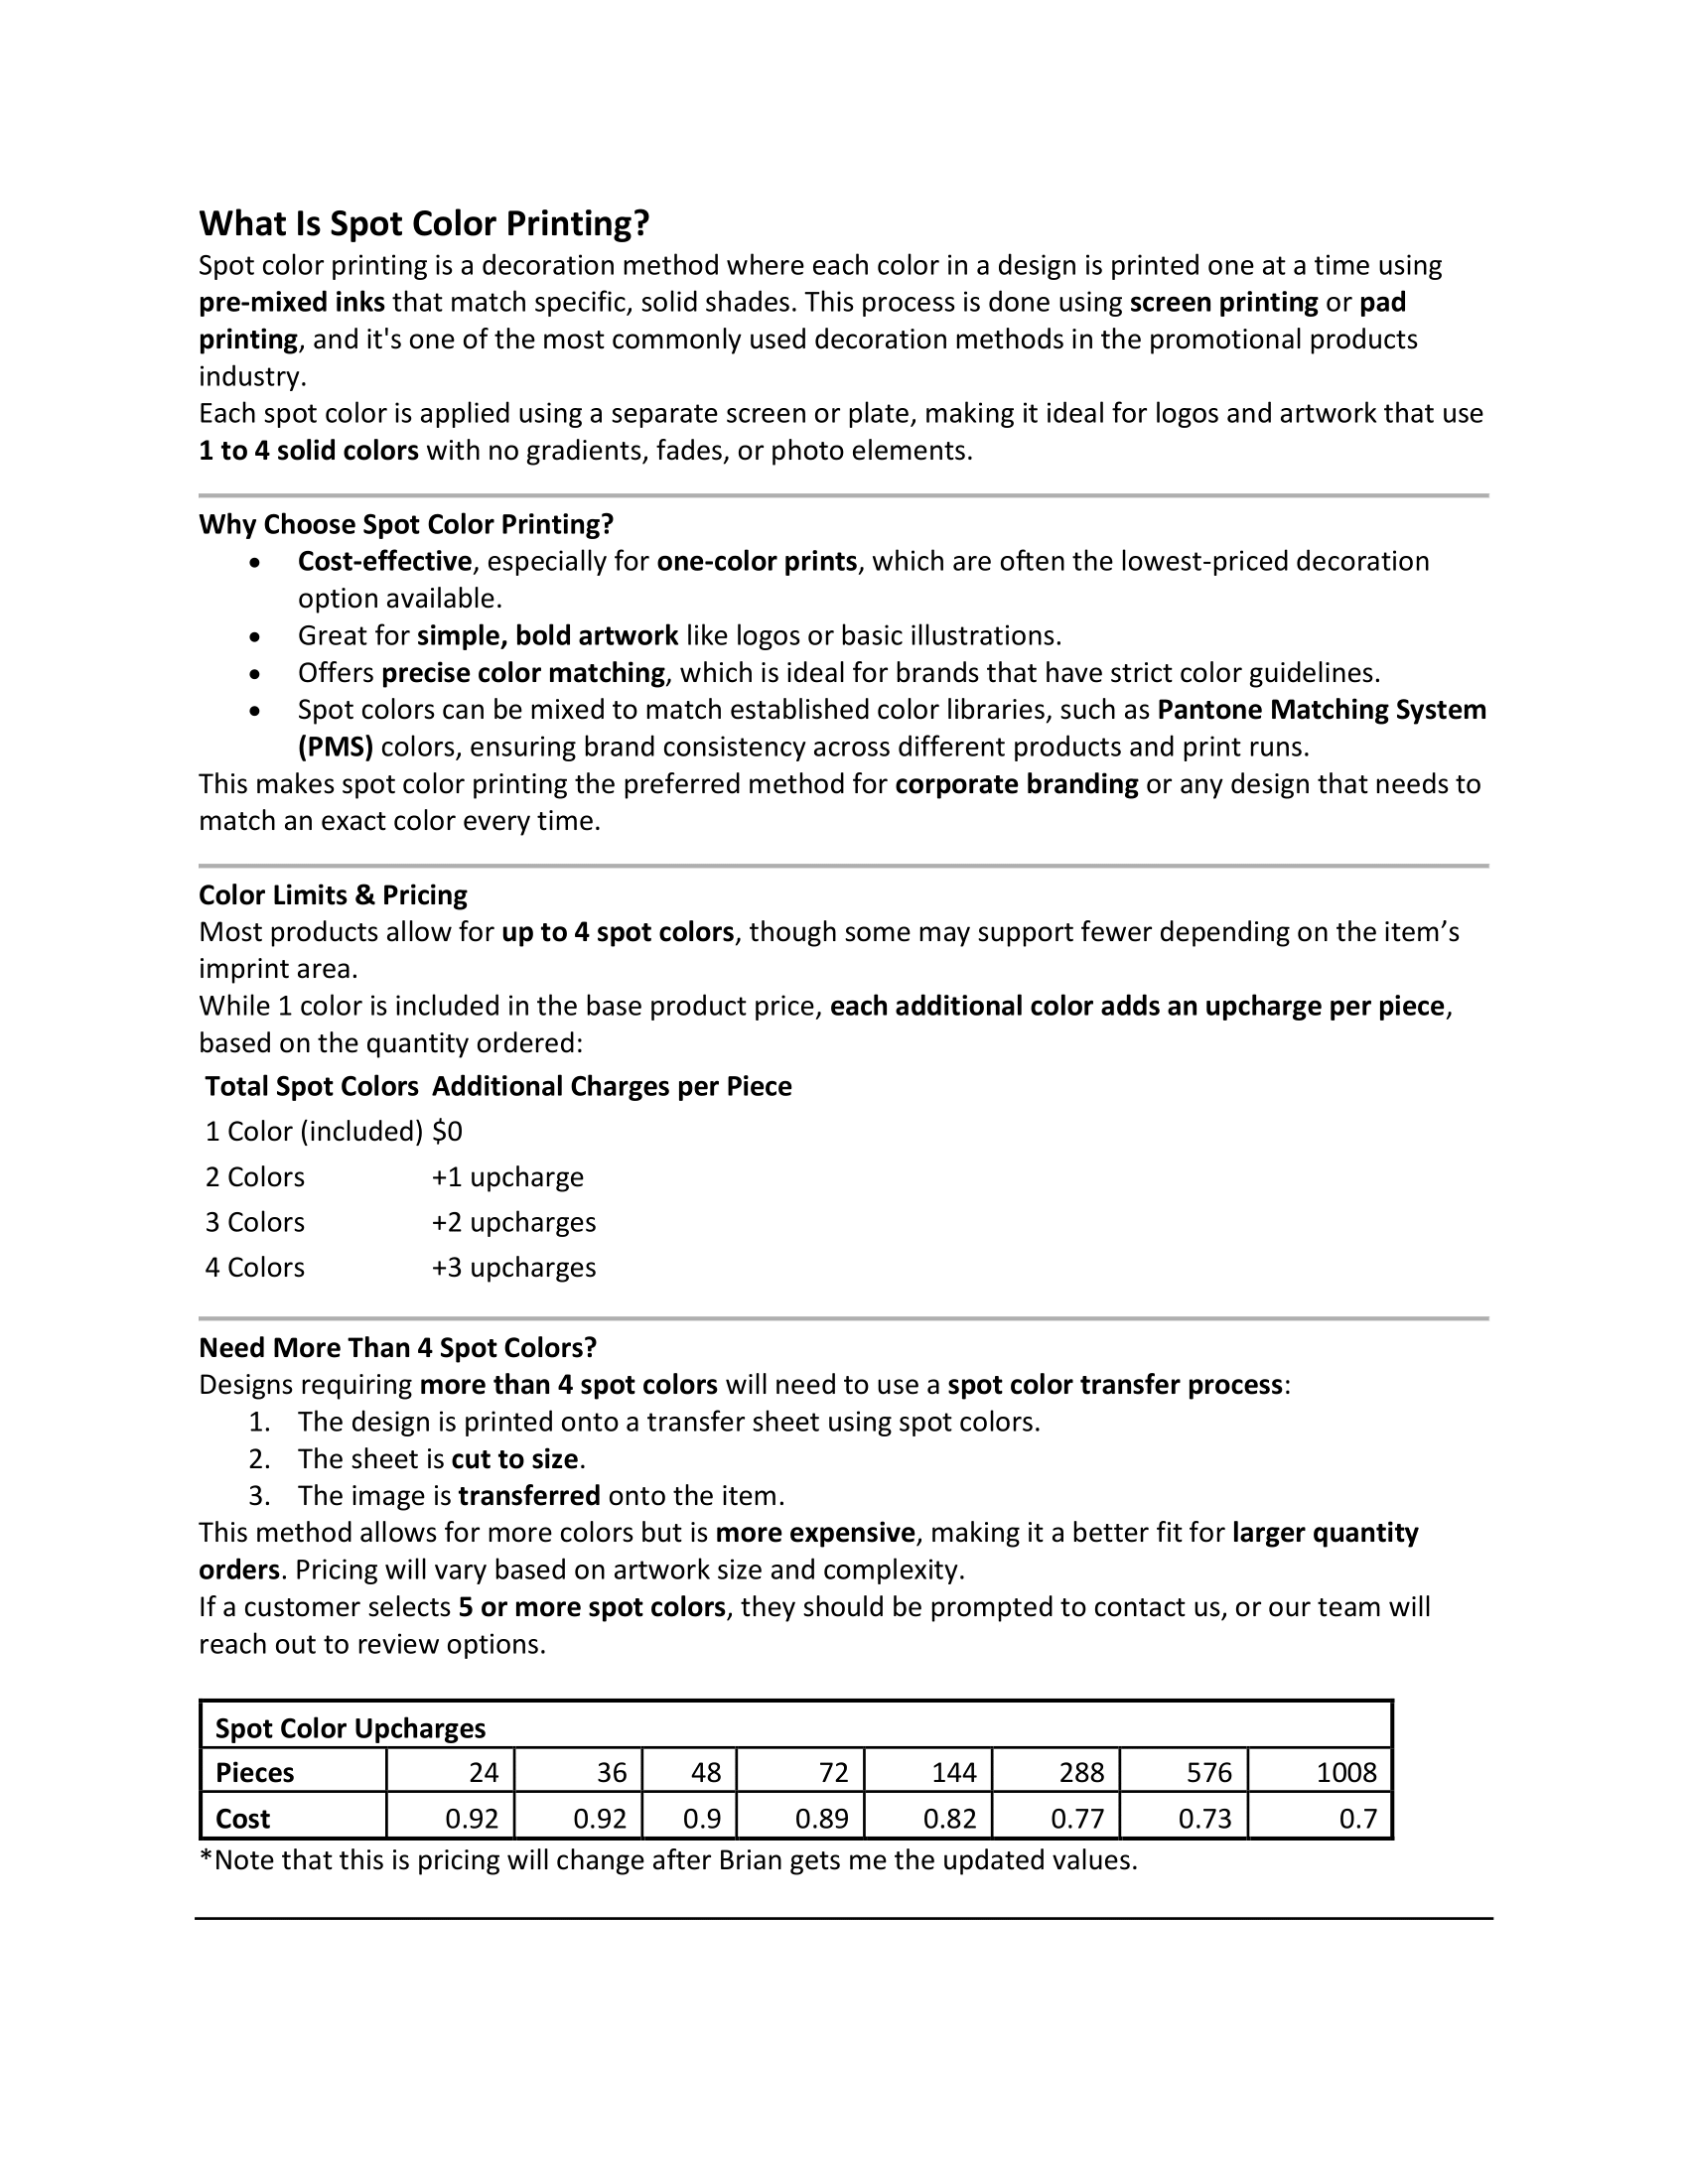 What Is Spot Color Printing?
Spot color printing is a decoration method where each color in a design is printed one at a time using
pre-mixed inks that match specific, solid shades. This process is done using screen printing or pad
printing, and it's one of the most commonly used decoration methods in the promotional products
industry.
Each spot color is applied using a separate screen or plate, making it ideal for logos and artwork that use
1 to 4 solid colors with no gradients, fades, or photo elements.
Why Choose Spot Color Printing?
• Cost-effective, especially for one-color prints, which are often the lowest-priced decoration
option available.
• Great for simple, bold artwork like logos or basic illustrations.
• Offers precise color matching, which is ideal for brands that have strict color guidelines.
• Spot colors can be mixed to match established color libraries, such as Pantone Matching System
(PMS) colors, ensuring brand consistency across different products and print runs.
This makes spot color printing the preferred method for corporate branding or any design that needs to
match an exact color every time.
Color Limits & Pricing
Most products allow for up to 4 spot colors, though some may support fewer depending on the item’s
imprint area.
While 1 color is included in the base product price, each additional color adds an upcharge per piece,
based on the quantity ordered:
Total Spot Colors Additional Charges per Piece
1 Color (included) $0
2 Colors +1 upcharge
3 Colors +2 upcharges
4 Colors +3 upcharges
Need More Than 4 Spot Colors?
Designs requiring more than 4 spot colors will need to use a spot color transfer process:
1. The design is printed onto a transfer sheet using spot colors.
2. The sheet is cut to size.
3. The image is transferred onto the item.
This method allows for more colors but is more expensive, making it a better fit for larger quantity
orders. Pricing will vary based on artwork size and complexity.
If a customer selects 5 or more spot colors, they should be prompted to contact us, or our team will
reach out to review options.
Spot Color Upcharges
Pieces 24 36 48 72 144 288 576 1008
Cost 0.92 0.92 0.9 0.89 0.82 0.77 0.73 0.7
*Note that this is pricing will change after Brian gets me the updated values.